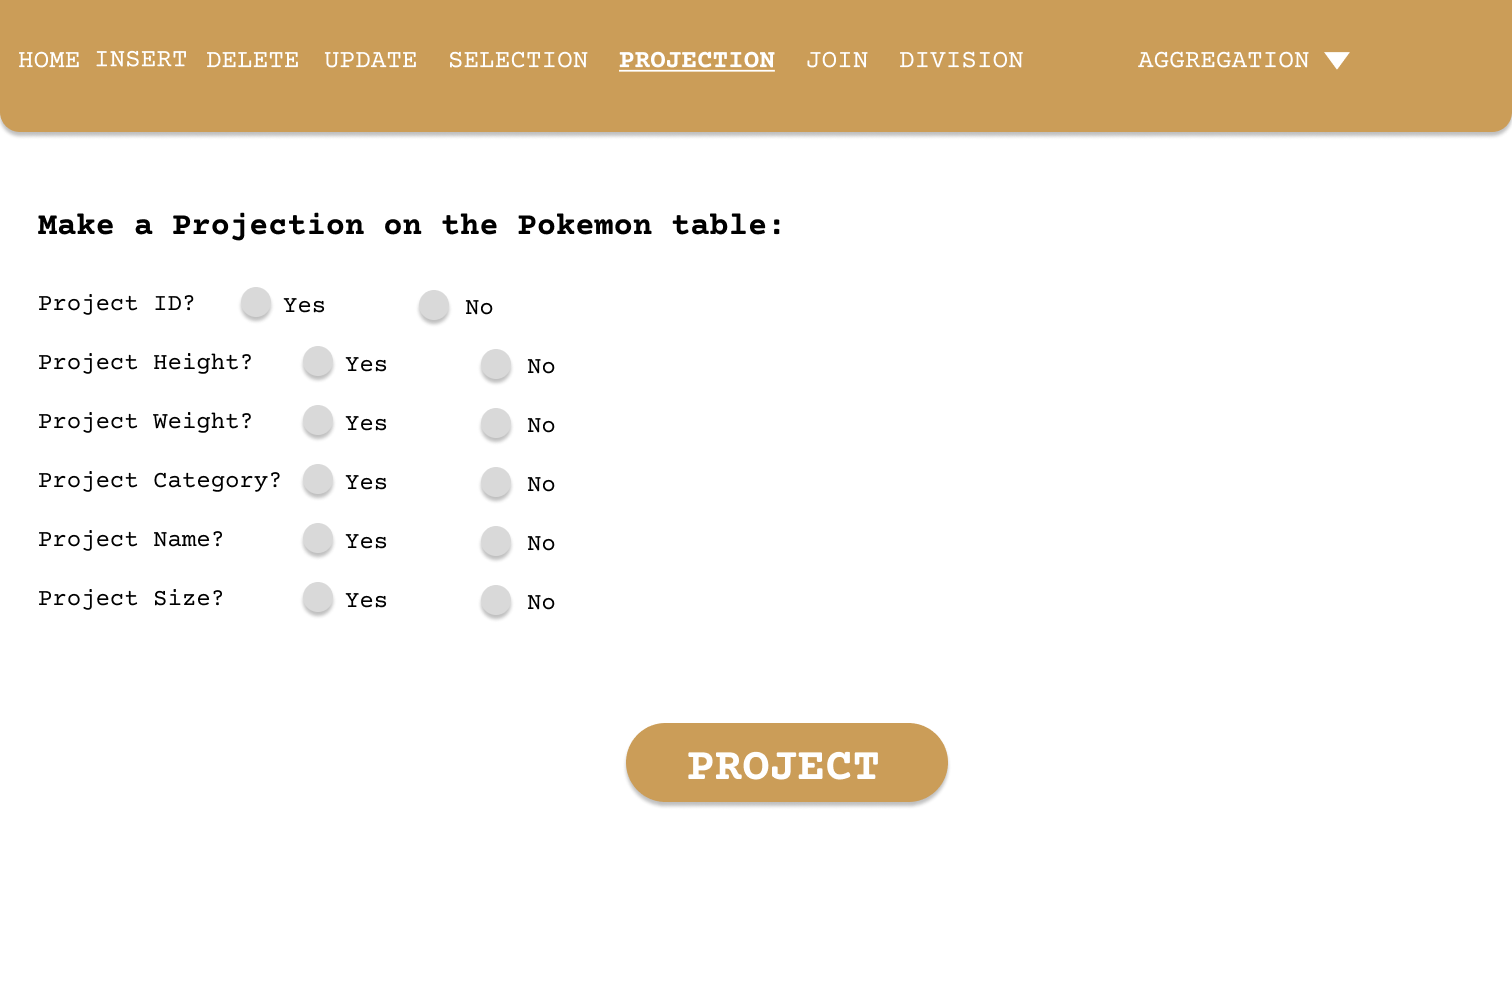 HOME INSERT DELETE UPDATE SELECTION PROJECTION JOIN DIVISION AGGREGATION
Make a Projection on the Pokemon table:
Project ID? Yes No
Project Height? Yes No
Project Weight? Yes No
Project Category? Yes No
Project Name? Yes No
Project Size? Yes No
PROJECT